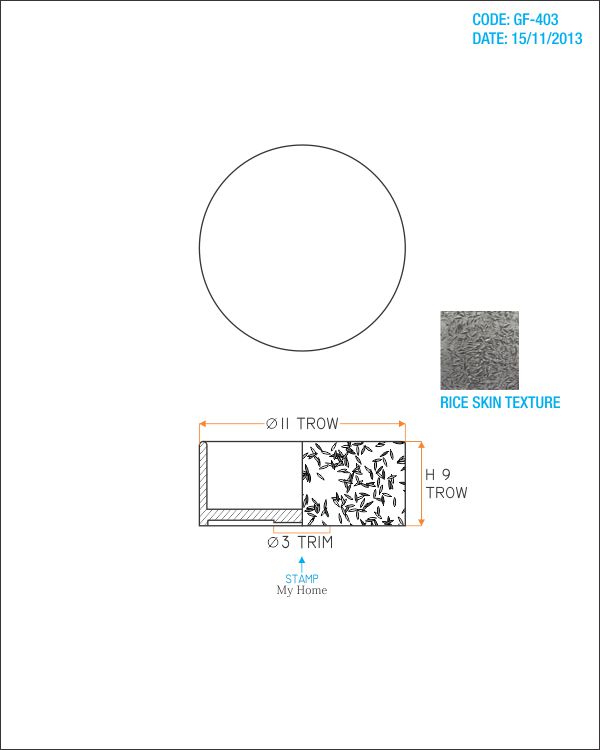 CODE: GF-403
DATE: 15/11/2013
RICE SKIN TEXTURE
Ø11 TROW
H 9
TROW
Ø3 TRIM
STAMP
My Home